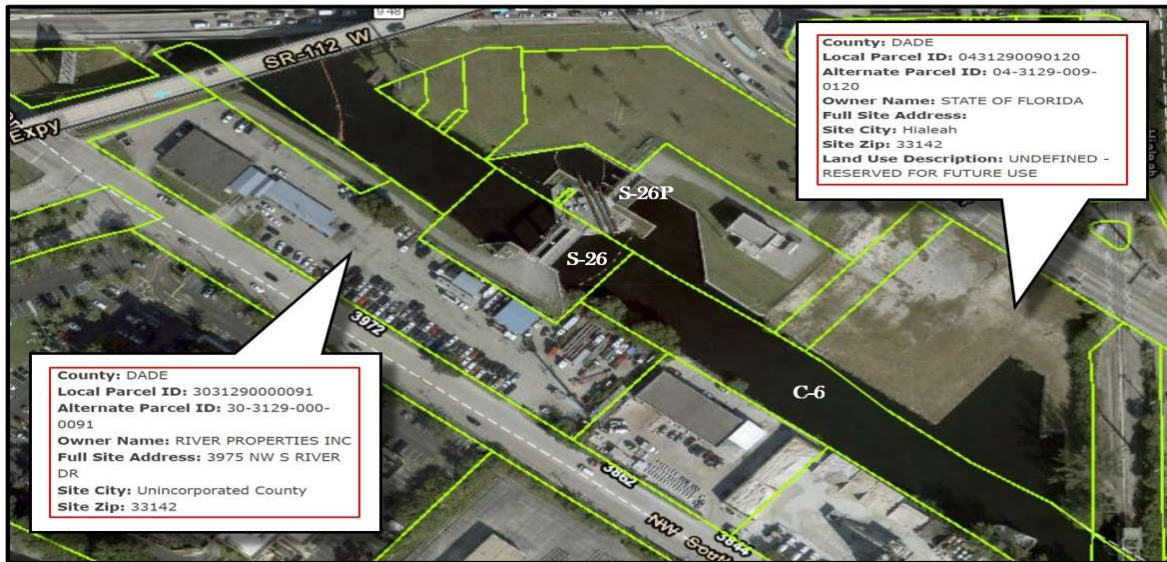 948
SR-112 W
Expy
County: DADE
Local Parcel ID: 0431290090120
Alternate Parcel ID: 04-3129-009-
0120
Owner Name: STATE OF FLORIDA
Full Site Address:
Site City: Hialeah
Site Zip: 33142
Land Use Description: UNDEFINED -
RESERVED FOR FUTURE USE
Hialeah
S-26P
S-26
3972
C-6
County: DADE
Local Parcel ID: 3031290000091
Alternate Parcel ID: 30-3129-000-
0091
Owner Name: RIVER PROPERTIES INC
Full Site Address: 3975 NW S RIVER
DR
Site City: Unincorporated County
Site Zip: 33142
3862
NW South
3844